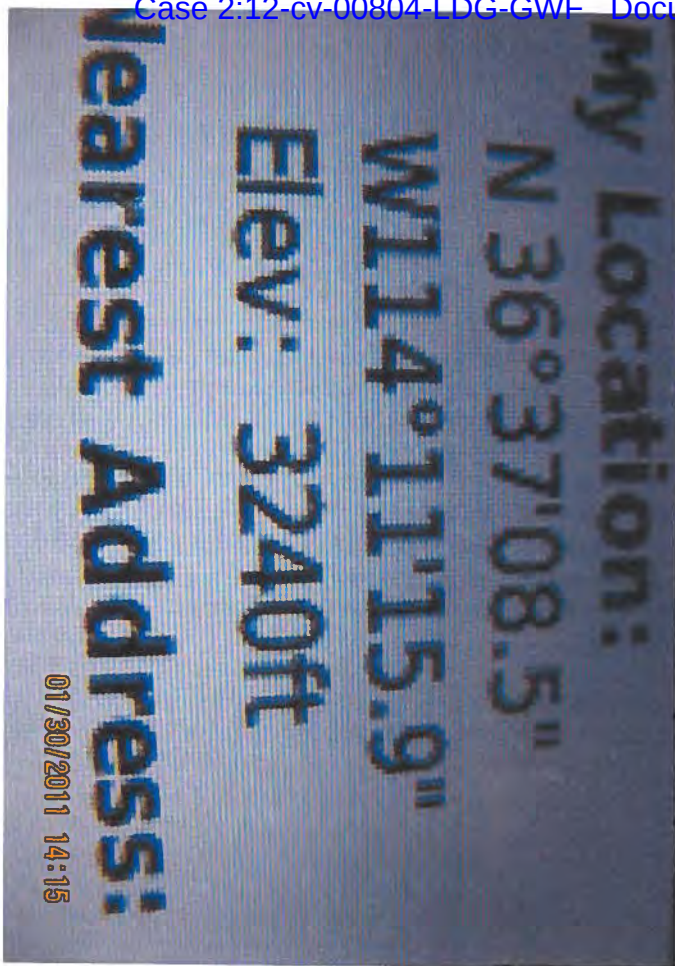 Case 2:12-cv-00804-LDG-GWF Docu
My Location:
N 36°37'08.5"
W114°11'15.9"
Elev: 3240ft
Nearest Address:
01/30/2011 14:15